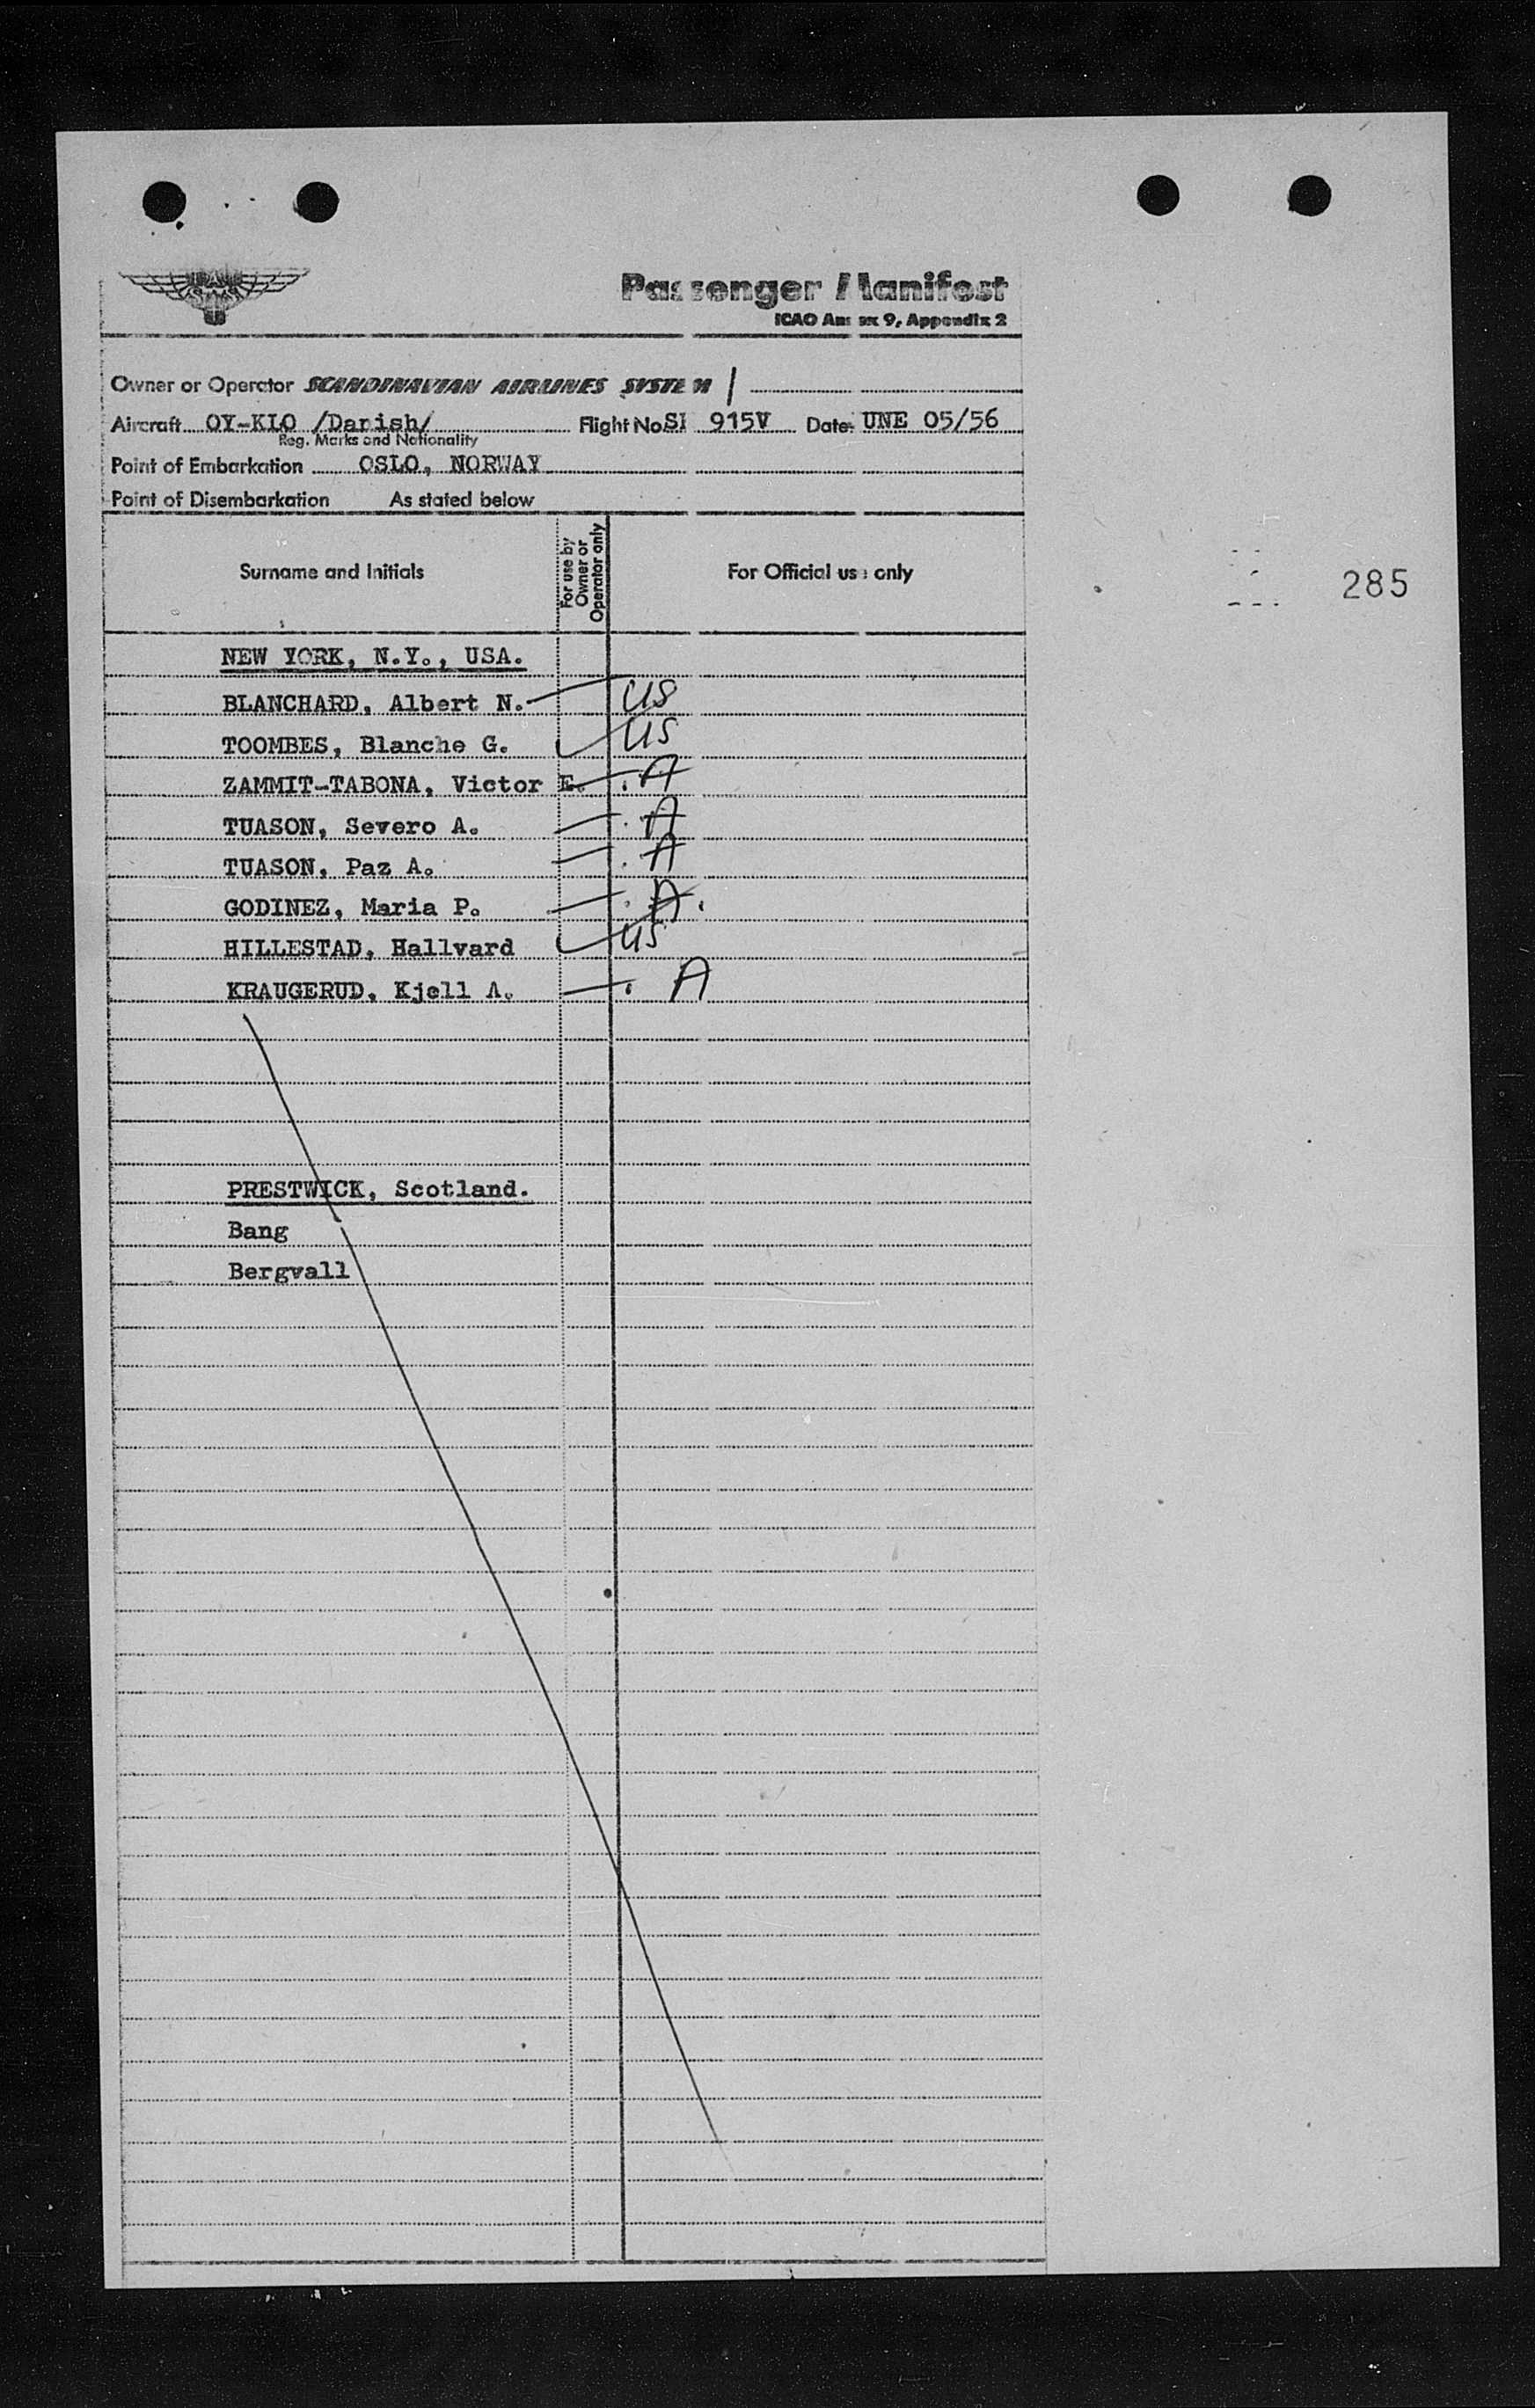 Passenger Manifest
ICAO Annex 9, Appendix 2
Owner or Operator SCANDINAVIAN AIRLINES SYSTEM
Aircraft OY-KLO /Danish/ Flight No SK 915V Date UNE 05/56
Reg. Marks and Nationality
Point of Embarkation OSLO, NORWAY
Point of Disembarkation As stated below
Surname and Initials
For use by Owner or Operator only
For Official use only
285
NEW YORK, N.Y., USA.
BLANCHARD, Albert N. US
TOOMBES, Blanche G. US
ZAMMIT-TABONA, Victor E. A
TUASON, Severo A. A
TUASON, Paz A. A
GODINEZ, Maria P. A.
HILLESTAD, Hallvard US
KRAUGERUD, Kjell A. A
PRESTWICK, Scotland.
Bang
Bergvall